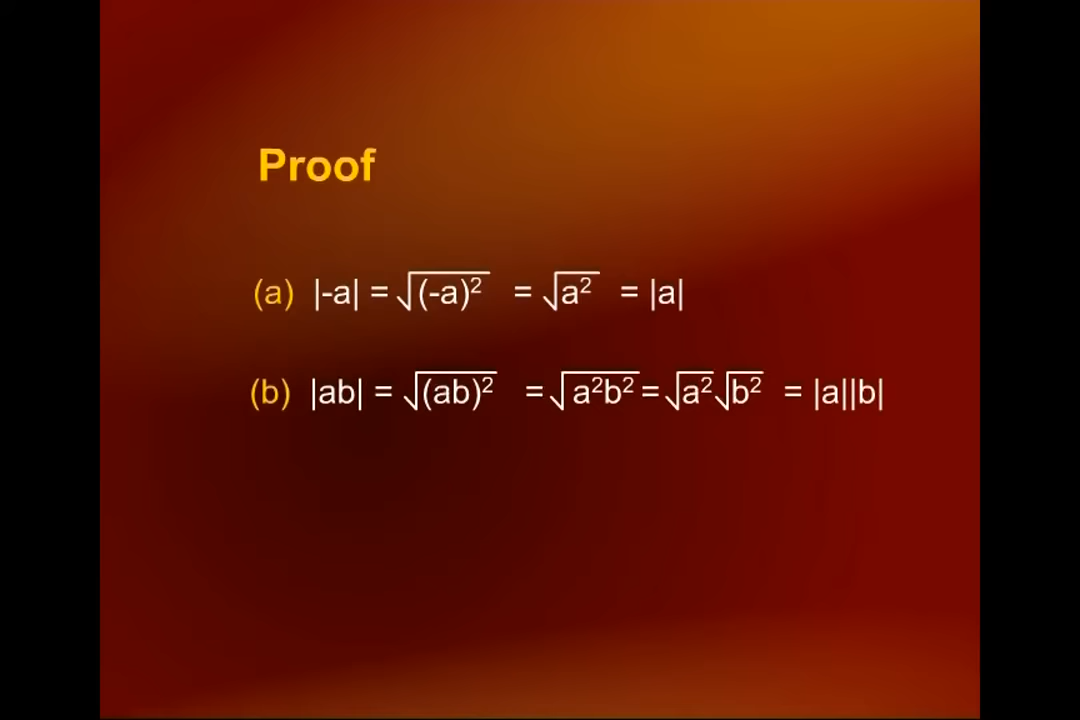 Proof
(a) |-a| = √(-a)² = √a² = |a|
(b) |ab| = √(ab)² = √a²b² = √a²√b² = |a||b|